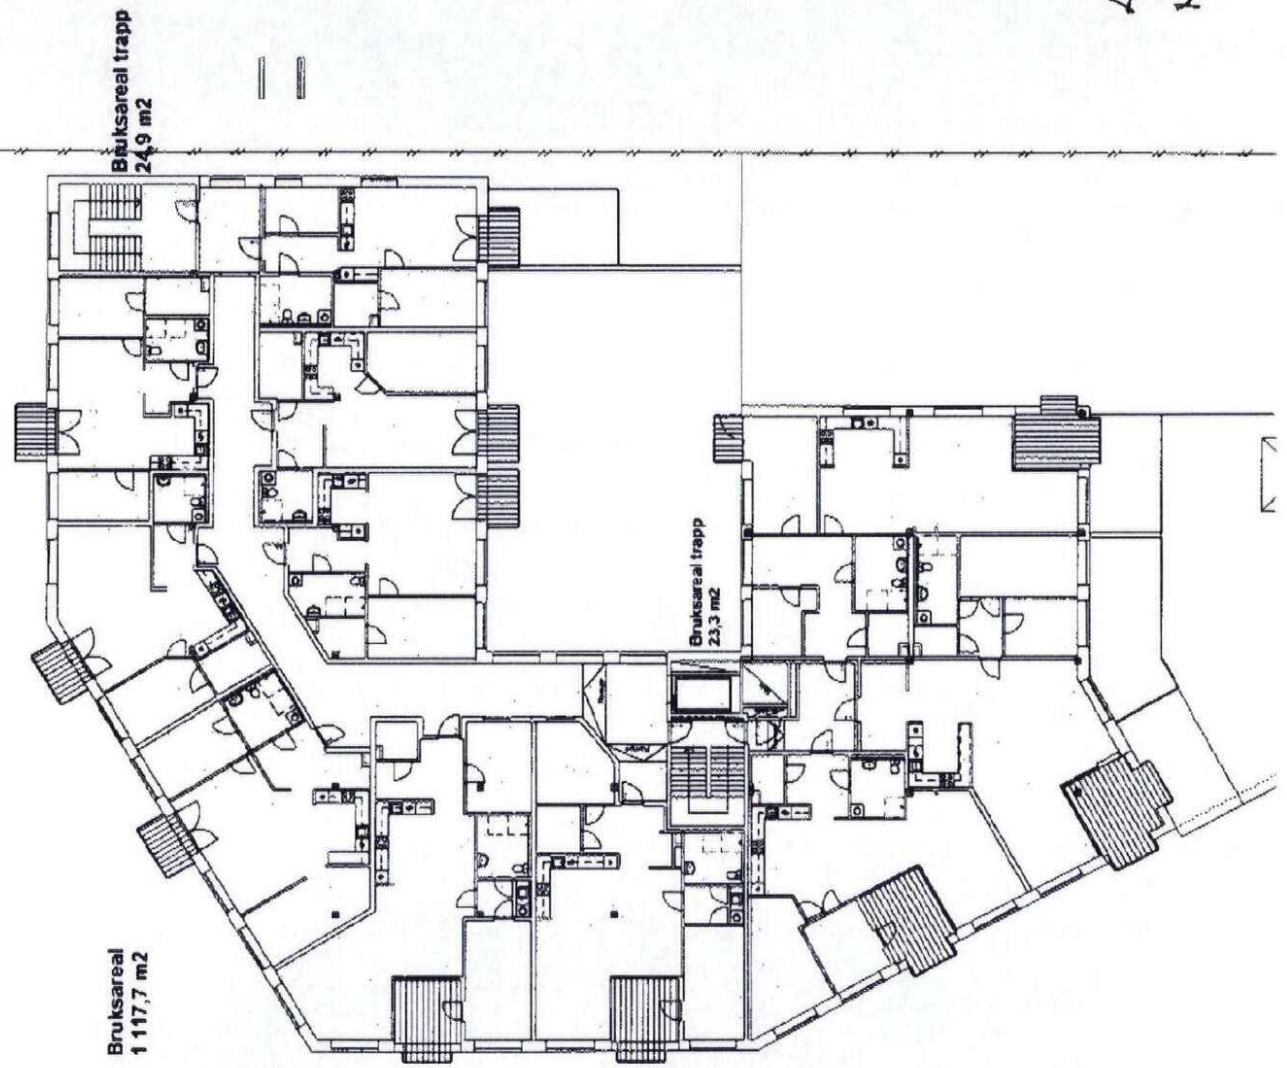 Bruksareal trapp
24,9 m2
Bruksareal trapp
23,3 m2
Bruksareal
1 117,7 m2